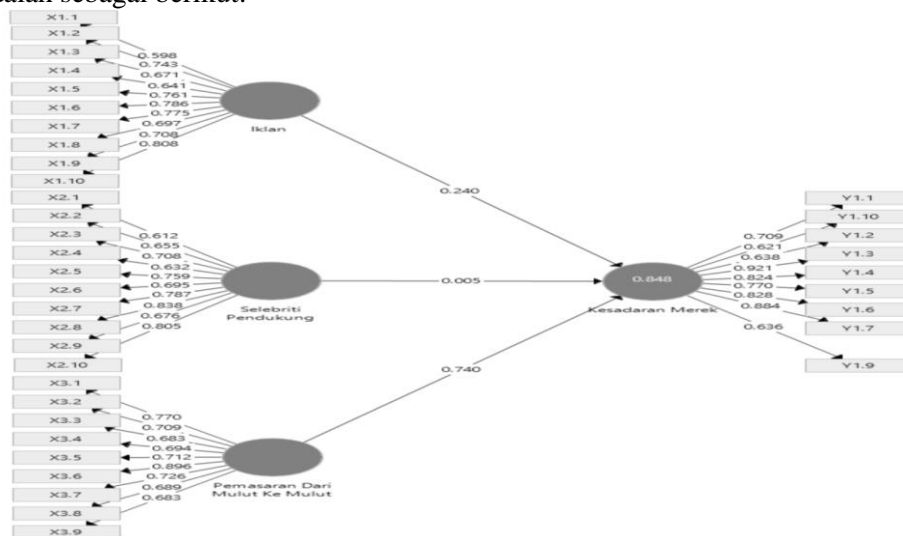 alah sebagai berikut.
X1.1
X1.2
X1.3
X1.4
X1.5
X1.6
X1.7
X1.8
X1.9
X1.10
0.598
0.743
0.671
0.641
0.761
0.786
0.775
0.697
0.708
0.808
Iklan
0.240
X2.1
X2.2
X2.3
X2.4
X2.5
X2.6
X2.7
X2.8
X2.9
X2.10
0.612
0.655
0.708
0.632
0.759
0.695
0.787
0.838
0.676
0.805
Selebriti
Pendukung
0.005
X3.1
X3.2
X3.3
X3.4
X3.5
X3.6
X3.7
X3.8
X3.9
0.770
0.709
0.683
0.694
0.712
0.896
0.726
0.689
0.683
Pemasaran Dari
Mulut Ke Mulut
0.740
0.848
Kesadaran Merek
0.709
0.621
0.638
0.921
0.824
0.770
0.828
0.884
0.636
Y1.1
Y1.10
Y1.2
Y1.3
Y1.4
Y1.5
Y1.6
Y1.7
Y1.9